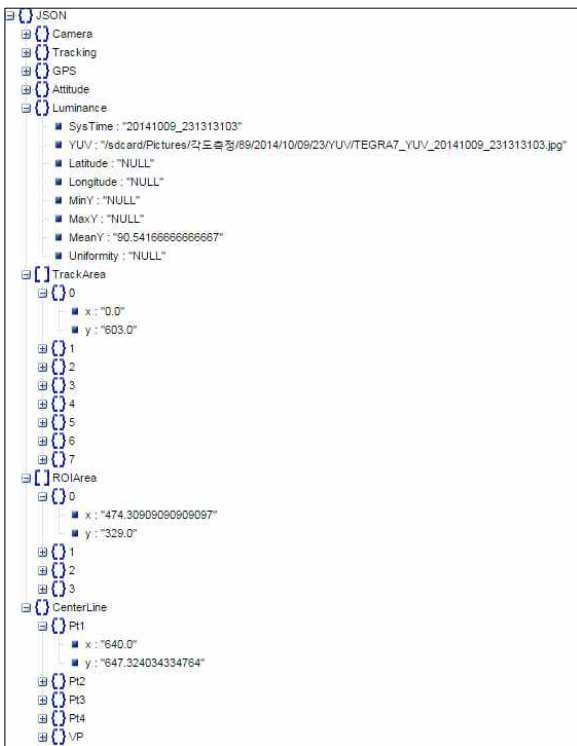 JSON
Camera
Tracking
GPS
Attitude
Luminance
SysTime : "20141009_231313103"
YUV : "/sdcard/Pictures/각도측정/89/2014/10/09/23/YUV/TEGRA7_YUV_20141009_231313103.jpg"
Latitude : "NULL"
Longitude : "NULL"
MinY : "NULL"
MaxY : "NULL"
MeanY : "90.54166666666667"
Uniformity : "NULL"
TrackArea
0
x : "0.0"
y : "603.0"
1
2
3
4
5
6
7
ROIArea
0
x : "474.30909090909097"
y : "329.0"
1
2
3
CenterLine
Pt1
x : "640.0"
y : "647.324034334764"
Pt2
Pt3
Pt4
VP